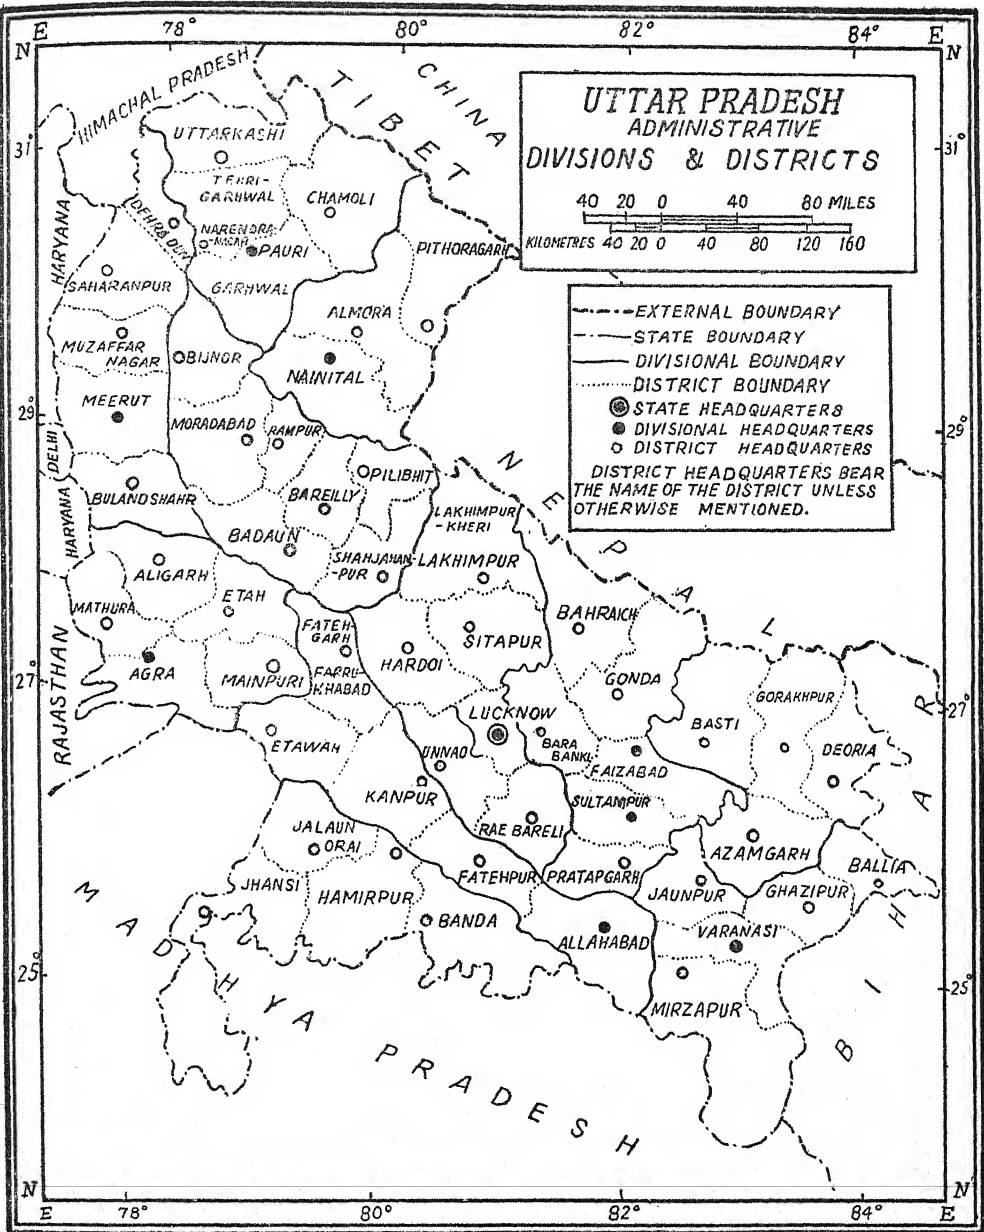 E 78° 80° 82° 84° E
N N
UTTAR PRADESH
ADMINISTRATIVE
DIVISIONS & DISTRICTS
40 20 0 40 80 MILES
KILOMETRES 40 20 0 40 80 120 160
EXTERNAL BOUNDARY
STATE BOUNDARY
DIVISIONAL BOUNDARY
DISTRICT BOUNDARY
STATE HEADQUARTERS
DIVISIONAL HEADQUARTERS
DISTRICT HEADQUARTERS
DISTRICT HEADQUARTERS BEAR
THE NAME OF THE DISTRICT UNLESS
OTHERWISE MENTIONED.
HIMACHAL PRADESH
CHINA
TIBET
31° 31°
UTTARKASHI
TEHRI-
GARHWAL
CHAMOLI
DEHRA DUN
NARENDRA-
NAGAR
PAURI
PITHORAGARH
HARYANA
SAHARANPUR
GARHWAL
ALMORA
MUZAFFAR
NAGAR
BIJNOR
NAINITAL
MEERUT
29° 29°
MORADABAD
RAMPUR
DELHI
NEPAL
PILIBHIT
BULANDSHAHR
BAREILLY
LAKHIMPUR
-KHERI
HARYANA
BADAUN
SHAHJAHAN
-PUR
LAKHIMPUR
ALIGARH
ETAH
MATHURA
FATEH-
GARH
SITAPUR
BAHRAICH
HARDOI
AGRA
MAINPURI
FARRU-
KHABAD
GONDA
27° 27°
RAJASTHAN
GORAKHPUR
LUCKNOW
BASTI
ETAWAH
UNNAO
BARA
BANKI
DEORIA
FAIZABAD
KANPUR
SULTAMPUR
JALAUN
ORAI
RAE BARELI
AZAMGARH
BALLIA
FATEHPUR
PRATAPGARH
JAUNPUR
GHAZIPUR
JHANSI
HAMIRPUR
BANDA
ALLAHABAD
VARANASI
25° 25°
MIRZAPUR
BIHAR
MADHYA PRADESH
N N
E 78° 80° 82° 84° E